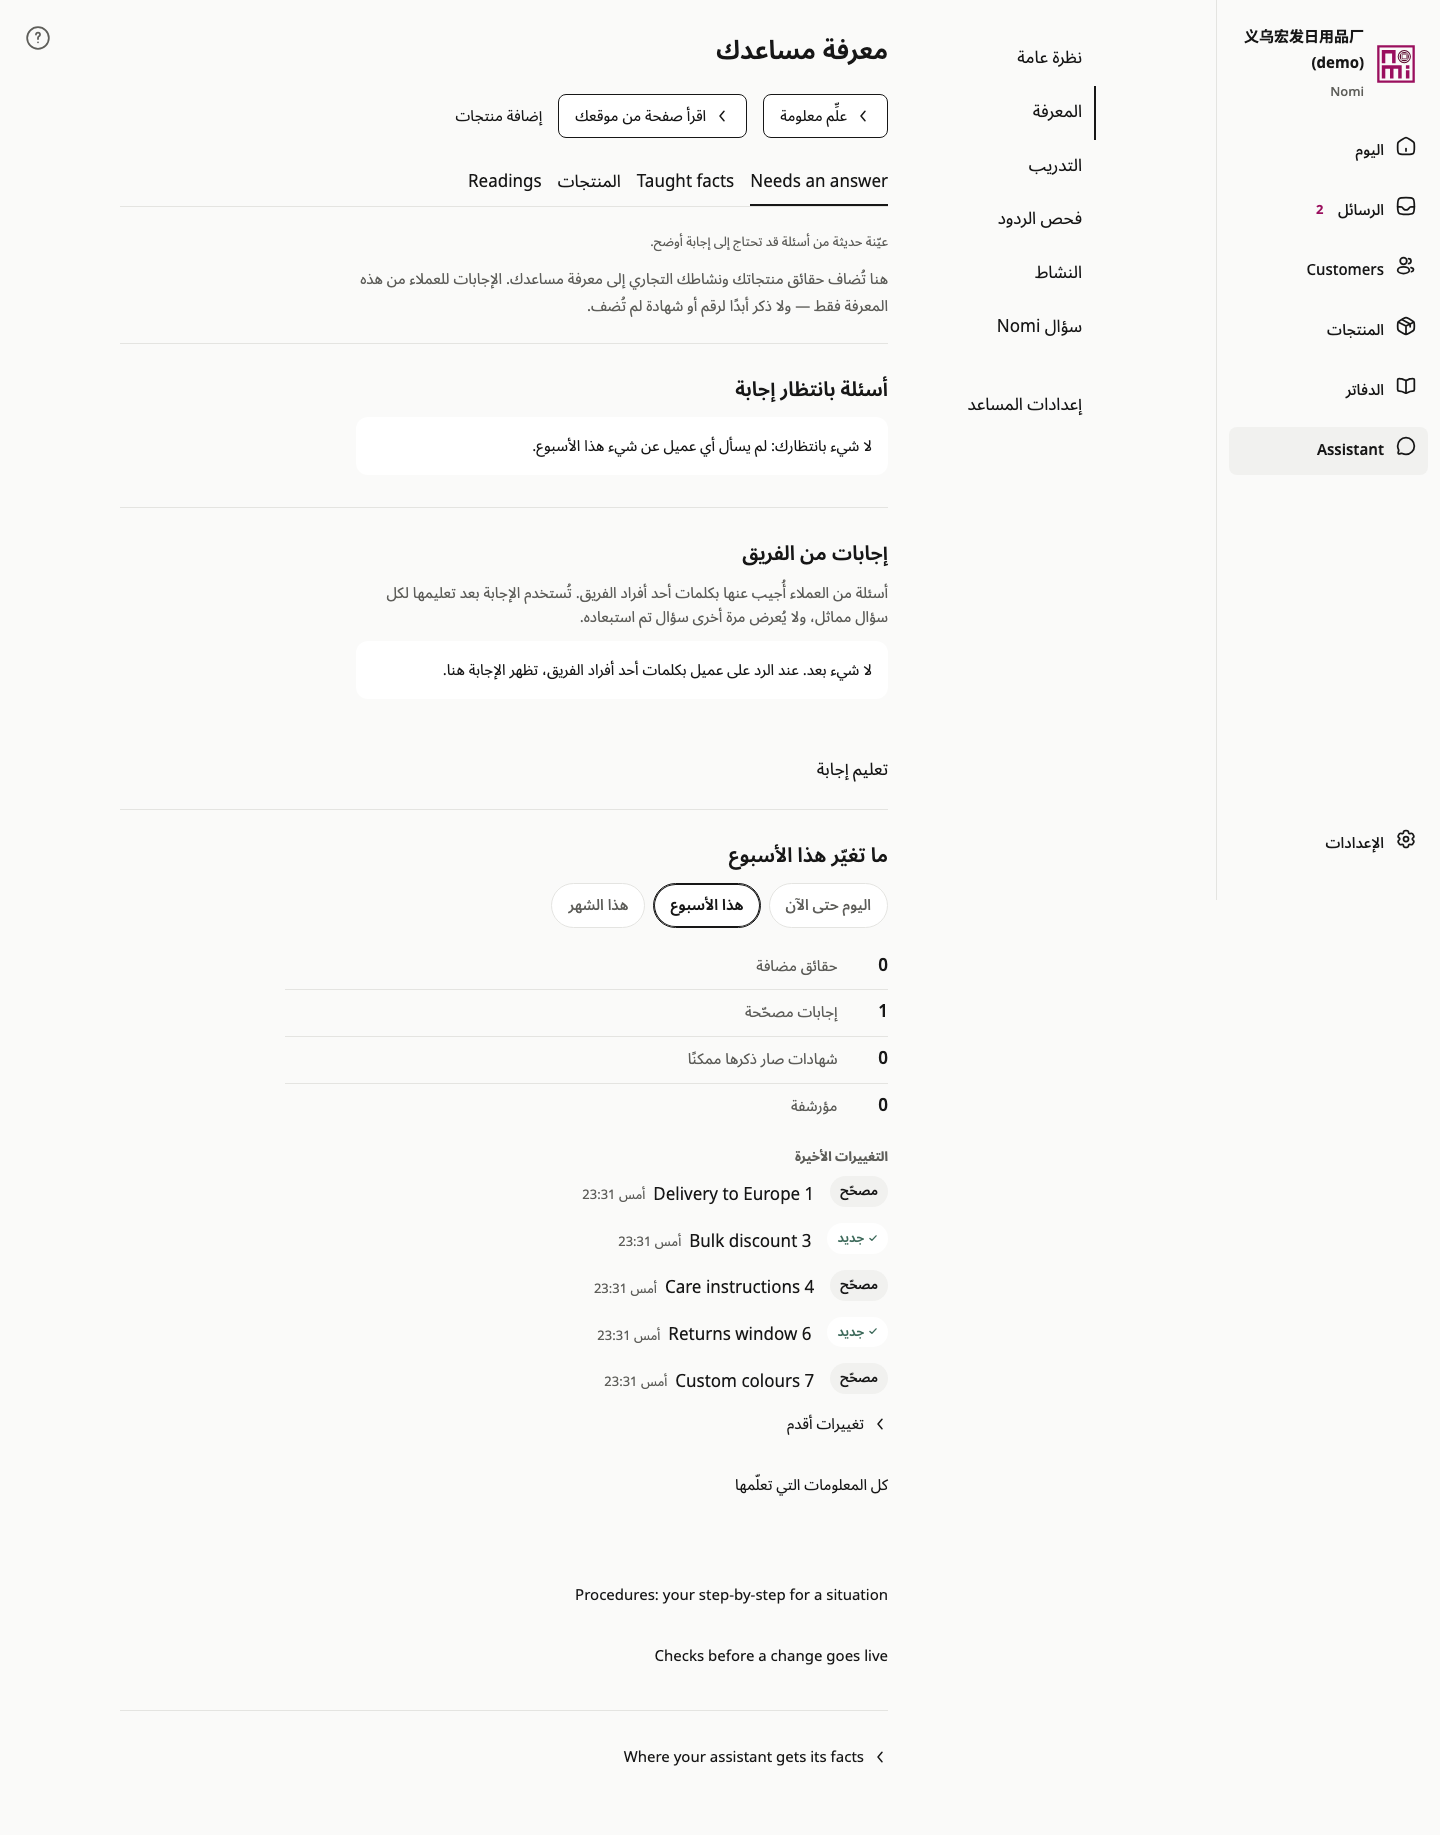 义乌宏发日用品厂
(demo)
Nomi
اليوم
الرسائل 2
Customers
المنتجات
الدفاتر
Assistant
الإعدادات
نظرة عامة
المعرفة
التدريب
فحص الردود
النشاط
سؤال Nomi
إعدادات المساعد
معرفة مساعدك
علِّم معلومة
اقرأ صفحة من موقعك
إضافة منتجات
Needs an answer
Taught facts
المنتجات
Readings
عيّنة حديثة من أسئلة قد تحتاج إلى إجابة أوضح.
هنا تُضاف حقائق منتجاتك ونشاطك التجاري إلى معرفة مساعدك. الإجابات للعملاء من هذه
المعرفة فقط — ولا ذكر أبدًا لرقم أو شهادة لم تُضف.
أسئلة بانتظار إجابة
لا شيء بانتظارك: لم يسأل أي عميل عن شيء هذا الأسبوع.
إجابات من الفريق
أسئلة من العملاء أُجيب عنها بكلمات أحد أفراد الفريق. تُستخدم الإجابة بعد تعليمها لكل
سؤال مماثل، ولا يُعرض مرة أخرى سؤال تم استبعاده.
لا شيء بعد. عند الرد على عميل بكلمات أحد أفراد الفريق، تظهر الإجابة هنا.
تعليم إجابة
ما تغيّر هذا الأسبوع
اليوم حتى الآن
هذا الأسبوع
هذا الشهر
0 حقائق مضافة
1 إجابات مصحّحة
0 شهادات صار ذكرها ممكنًا
0 مؤرشفة
التغييرات الأخيرة
مصحّح Delivery to Europe 1 أمس 23:31
جديد Bulk discount 3 أمس 23:31
مصحّح Care instructions 4 أمس 23:31
جديد Returns window 6 أمس 23:31
مصحّح Custom colours 7 أمس 23:31
تغييرات أقدم
كل المعلومات التي تعلّمها
Procedures: your step-by-step for a situation
Checks before a change goes live
Where your assistant gets its facts